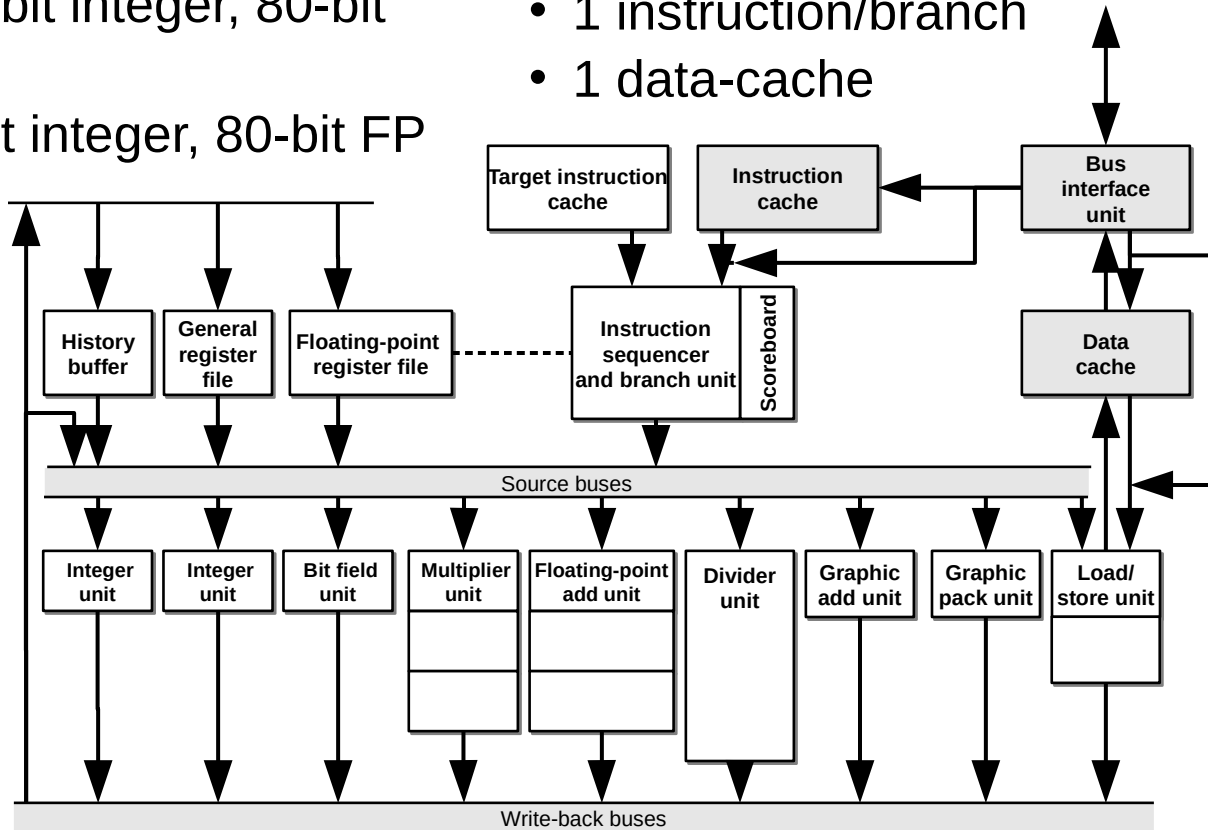 bit integer, 80-bit
• 1 instruction/branch
• 1 data-cache
t integer, 80-bit FP
Target instruction
cache
Instruction
cache
Bus
interface
unit
History
buffer
General
register
file
Floating-point
register file
Instruction
sequencer
and branch unit
Scoreboard
Data
cache
Source buses
Integer
unit
Integer
unit
Bit field
unit
Multiplier
unit
Floating-point
add unit
Divider
unit
Graphic
add unit
Graphic
pack unit
Load/
store unit
Write-back buses